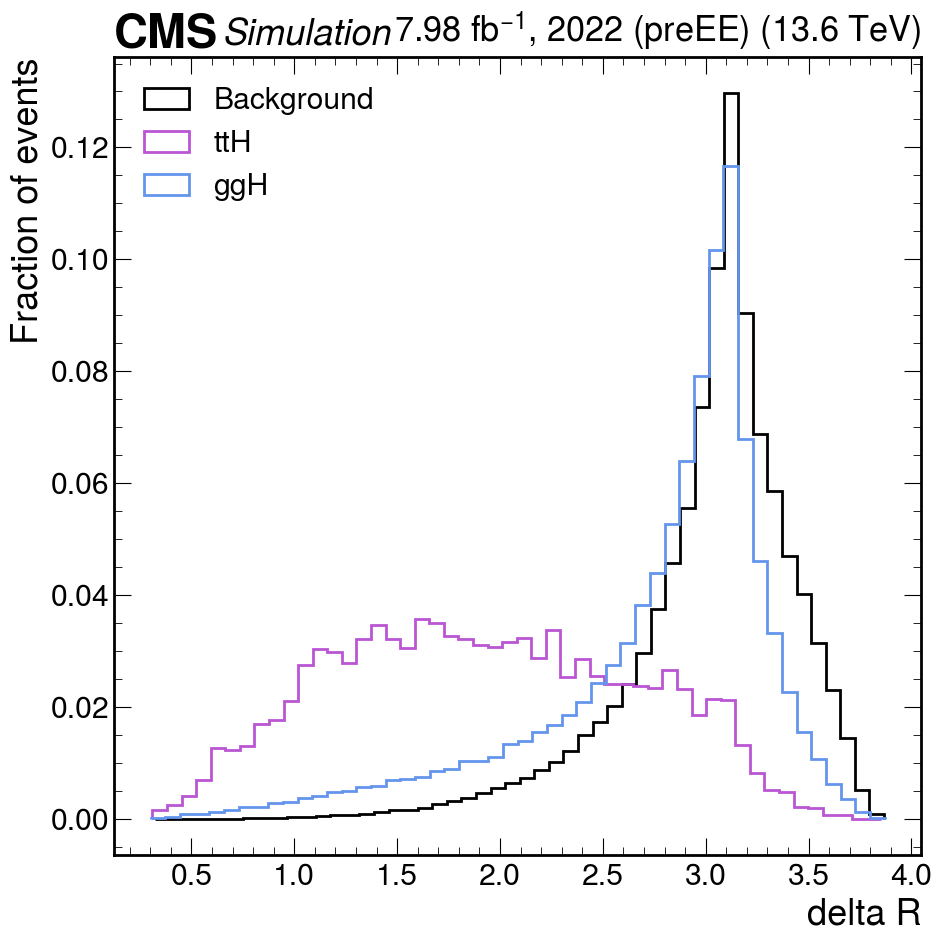 CMS Simulation 7.98 fb⁻¹, 2022 (preEE) (13.6 TeV)
Fraction of events
Background
ttH
ggH
0.12
0.10
0.08
0.06
0.04
0.02
0.00
0.5 1.0 1.5 2.0 2.5 3.0 3.5 4.0
delta R